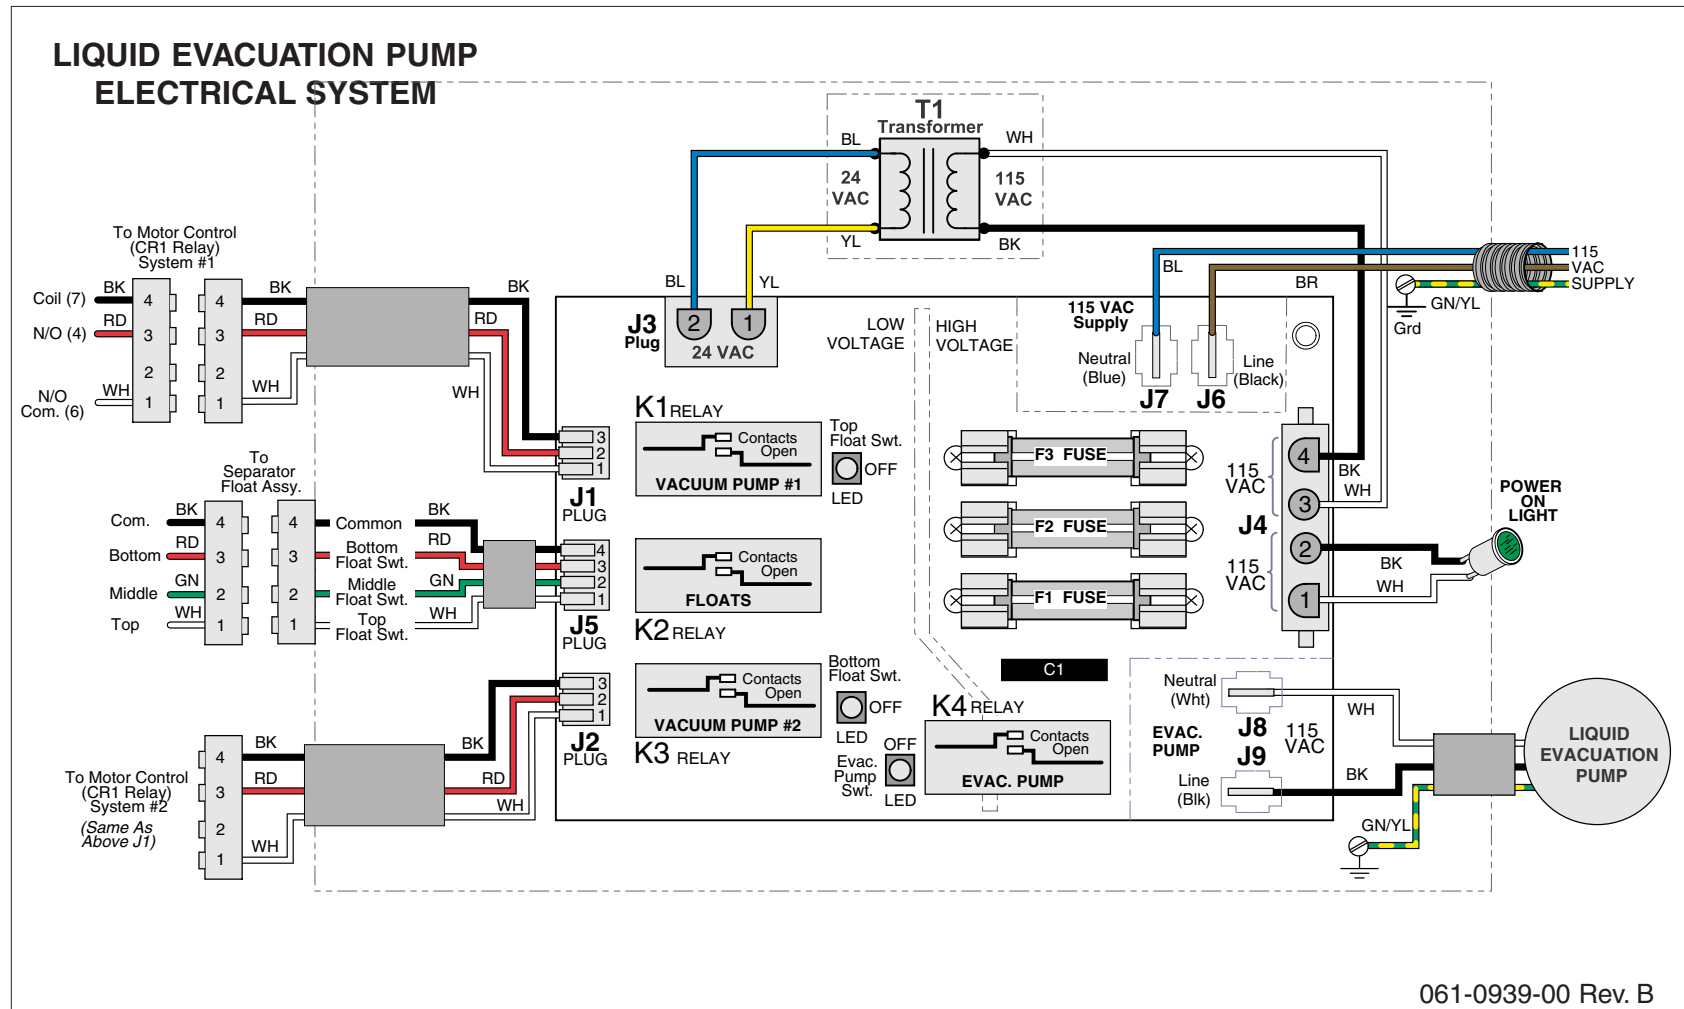 LIQUID EVACUATION PUMP
ELECTRICAL SYSTEM
T1
Transformer
BL
WH
24
VAC
115
VAC
YL
BK
To Motor Control
(CR1 Relay)
System #1
Coil (7)
BK
4
4
BK
BK
N/O (4)
RD
3
3
RD
RD
2
2
N/O
Com. (6)
WH
1
1
WH
WH
BL
YL
J3
Plug
2
1
24 VAC
LOW
VOLTAGE
HIGH
VOLTAGE
115 VAC
Supply
BL
BR
115
VAC
SUPPLY
GN/YL
Grd
Neutral
(Blue)
Line
(Black)
J7
J6
K1 RELAY
Contacts
Open
VACUUM PUMP #1
Top
Float Swt.
OFF
LED
3
2
1
J1
PLUG
F3 FUSE
F2 FUSE
F1 FUSE
115
VAC
4
BK
3
WH
J4
115
VAC
2
BK
1
WH
POWER
ON
LIGHT
To
Separator
Float Assy.
Com.
BK
4
4
Common
BK
Bottom
RD
3
3
Bottom
Float Swt.
RD
Middle
GN
2
2
Middle
Float Swt.
GN
Top
WH
1
1
Top
Float Swt.
WH
4
3
2
1
J5
PLUG
Contacts
Open
FLOATS
K2 RELAY
C1
3
2
1
J2
PLUG
Contacts
Open
VACUUM PUMP #2
K3 RELAY
Bottom
Float Swt.
OFF
LED
OFF
Evac.
Pump
Swt.
LED
K4 RELAY
Contacts
Open
EVAC. PUMP
Neutral
(Wht)
J8
EVAC.
PUMP
115
VAC
J9
Line
(Blk)
WH
BK
GN/YL
LIQUID
EVACUATION
PUMP
To Motor Control
(CR1 Relay)
System #2
(Same As
Above J1)
4
BK
BK
3
RD
RD
2
1
WH
WH
061-0939-00 Rev. B